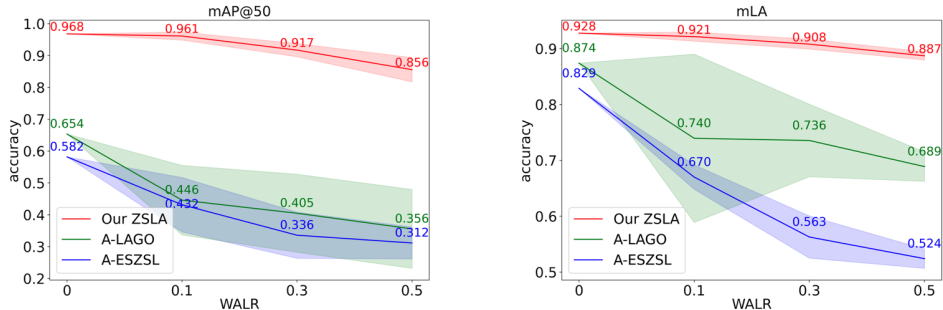 mAP@50
1.0
0.9
0.8
0.7
0.6
0.5
0.4
0.3
0.2
accuracy
0.968
0.961
0.917
0.856
0.654
0.446
0.405
0.356
0.582
0.432
0.336
0.312
Our ZSLA
A-LAGO
A-ESZSL
0 0.1 0.3 0.5
WALR
mLA
0.9
0.8
0.7
0.6
0.5
accuracy
0.928
0.921
0.908
0.887
0.874
0.740
0.736
0.689
0.829
0.670
0.563
0.524
Our ZSLA
A-LAGO
A-ESZSL
0 0.1 0.3 0.5
WALR